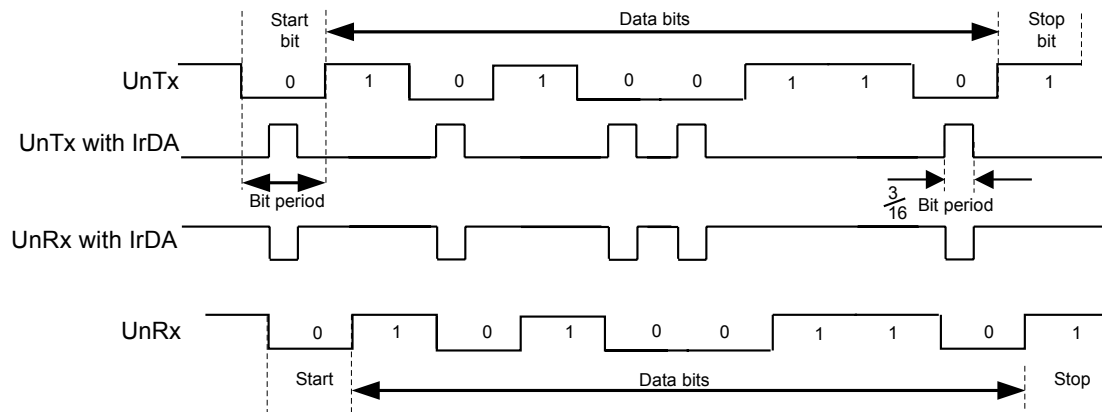 Start bit
Data bits
Stop bit
UnTx 0 1 0 1 0 0 1 1 0 1
UnTx with IrDA
Bit period
3/16 Bit period
UnRx with IrDA
UnRx 0 1 0 1 0 0 1 1 0 1
Start
Data bits
Stop